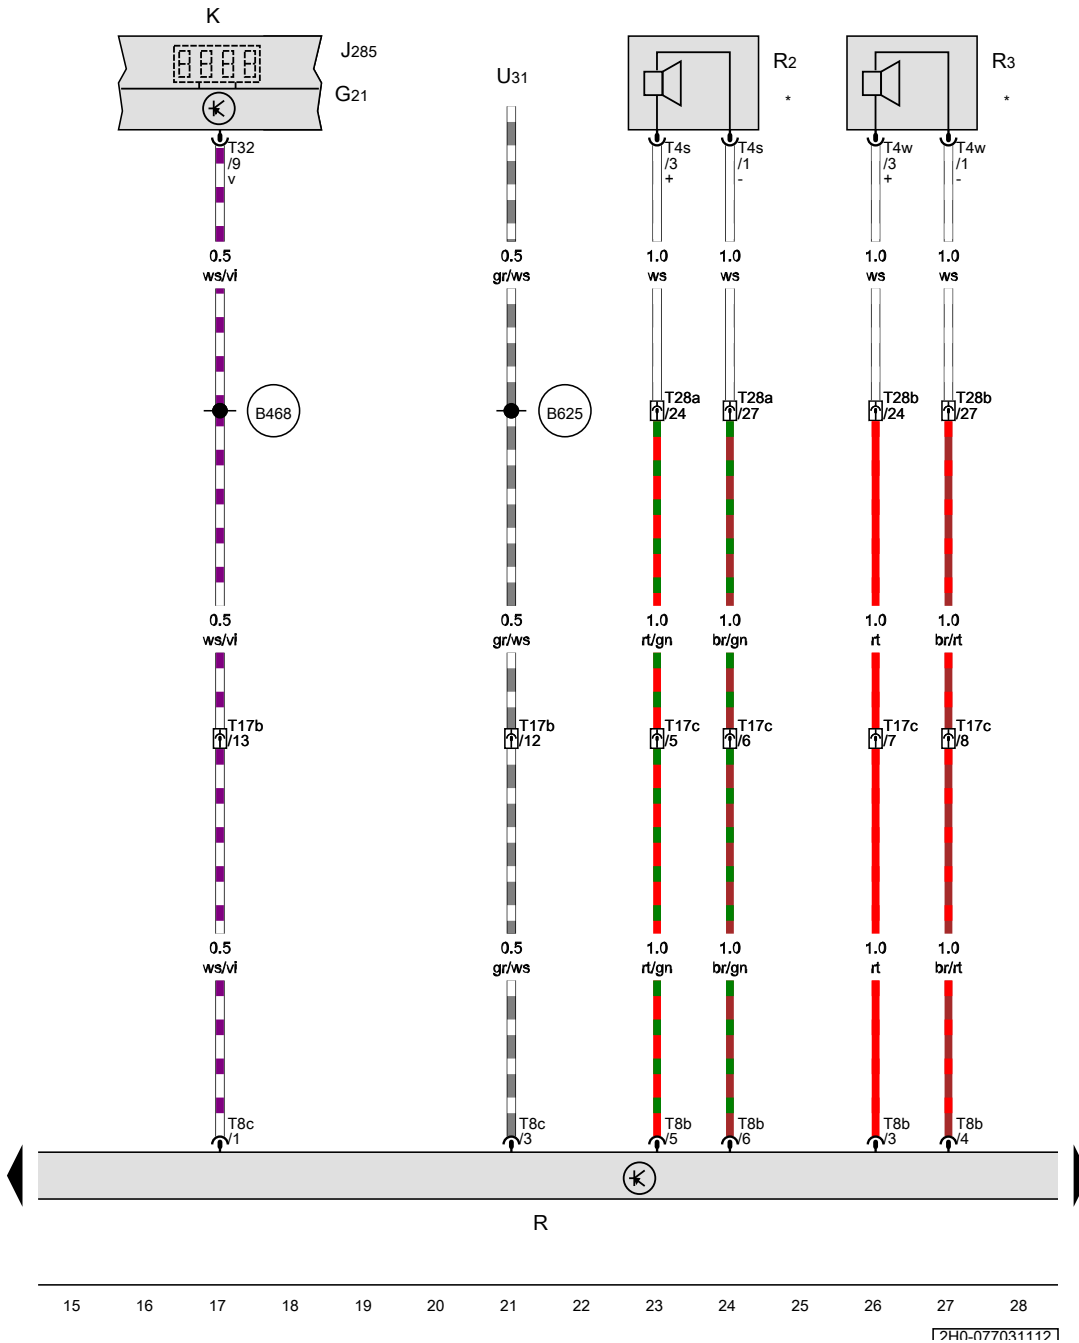 K
J285
G21
U31
R2
*
R3
*
T32
/9
v
T4s
/3
+
T4s
/1
-
T4w
/3
+
T4w
/1
-
0.5
ws/vi
0.5
gr/ws
1.0
ws
1.0
ws
1.0
ws
1.0
ws
B468
B625
T28a
/24
T28a
/27
T28b
/24
T28b
/27
0.5
ws/vi
0.5
gr/ws
1.0
rt/gn
1.0
br/gn
1.0
rt
1.0
br/rt
T17b
/13
T17b
/12
T17c
/5
T17c
/6
T17c
/7
T17c
/8
0.5
ws/vi
0.5
gr/ws
1.0
rt/gn
1.0
br/gn
1.0
rt
1.0
br/rt
T8c
/1
T8c
/3
T8b
/5
T8b
/6
T8b
/3
T8b
/4
R
15 16 17 18 19 20 21 22 23 24 25 26 27 28
2H0-077031112